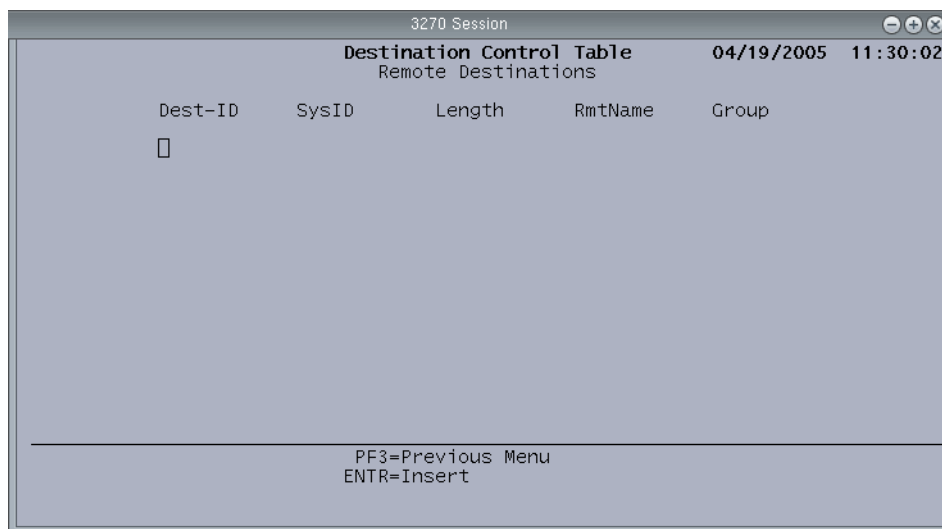 3270 Session
Destination Control Table 04/19/2005 11:30:02
Remote Destinations
Dest-ID SysID Length RmtName Group
PF3=Previous Menu
ENTR=Insert